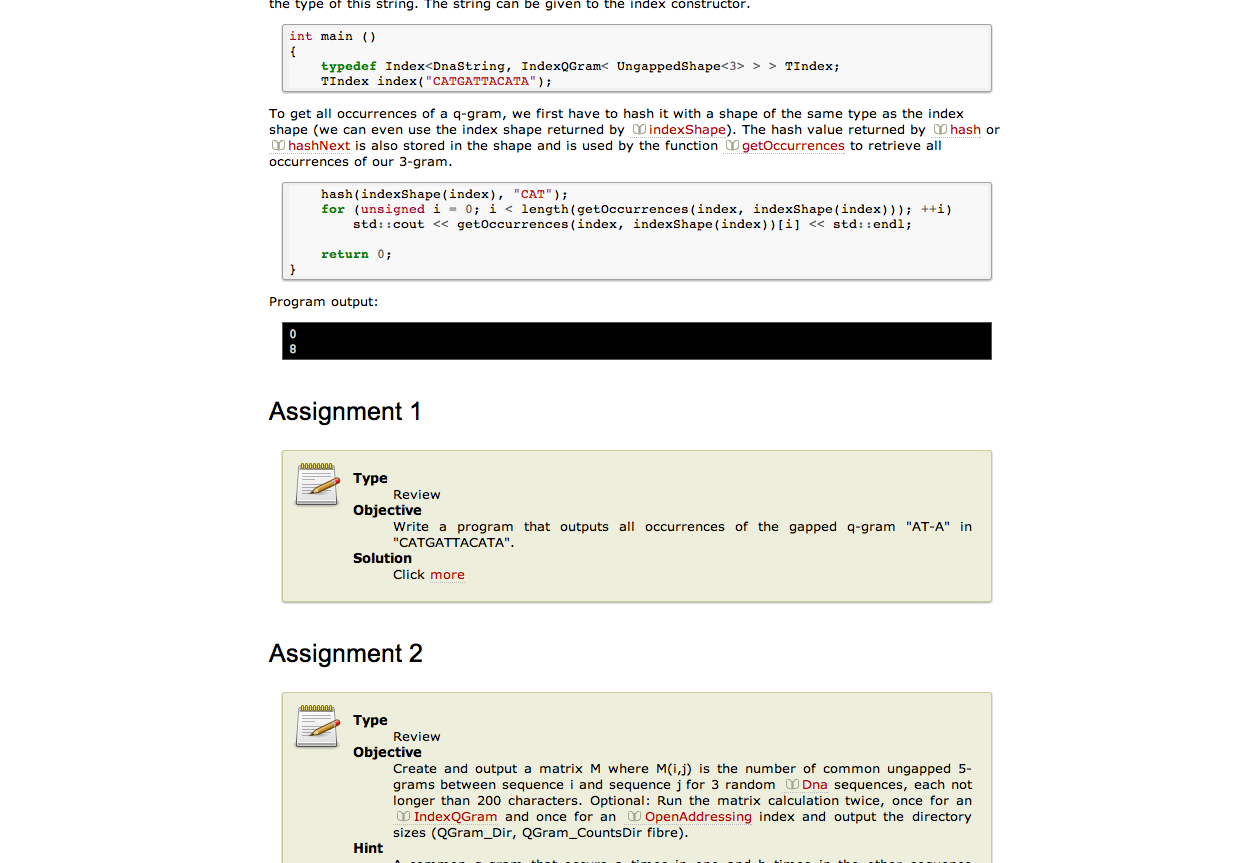 the type of this string. The string can be given to the index constructor.
int main ()
{
    typedef Index<DnaString, IndexQGram< UngappedShape<3> > > TIndex;
    TIndex index("CATGATTACATA");
To get all occurrences of a q-gram, we first have to hash it with a shape of the same type as the index
shape (we can even use the index shape returned by indexShape). The hash value returned by hash or
hashNext is also stored in the shape and is used by the function getOccurrences to retrieve all
occurrences of our 3-gram.
    hash(indexShape(index), "CAT");
    for (unsigned i = 0; i < length(getOccurrences(index, indexShape(index))); ++i)
        std::cout << getOccurrences(index, indexShape(index))[i] << std::endl;
    return 0;
}
Program output:
0
8
Assignment 1
Type
Review
Objective
Write a program that outputs all occurrences of the gapped q-gram "AT-A" in
"CATGATTACATA".
Solution
Click more
Assignment 2
Type
Review
Objective
Create and output a matrix M where M(i,j) is the number of common ungapped 5-
grams between sequence i and sequence j for 3 random Dna sequences, each not
longer than 200 characters. Optional: Run the matrix calculation twice, once for an
IndexQGram and once for an OpenAddressing index and output the directory
sizes (QGram_Dir, QGram_CountsDir fibre).
Hint